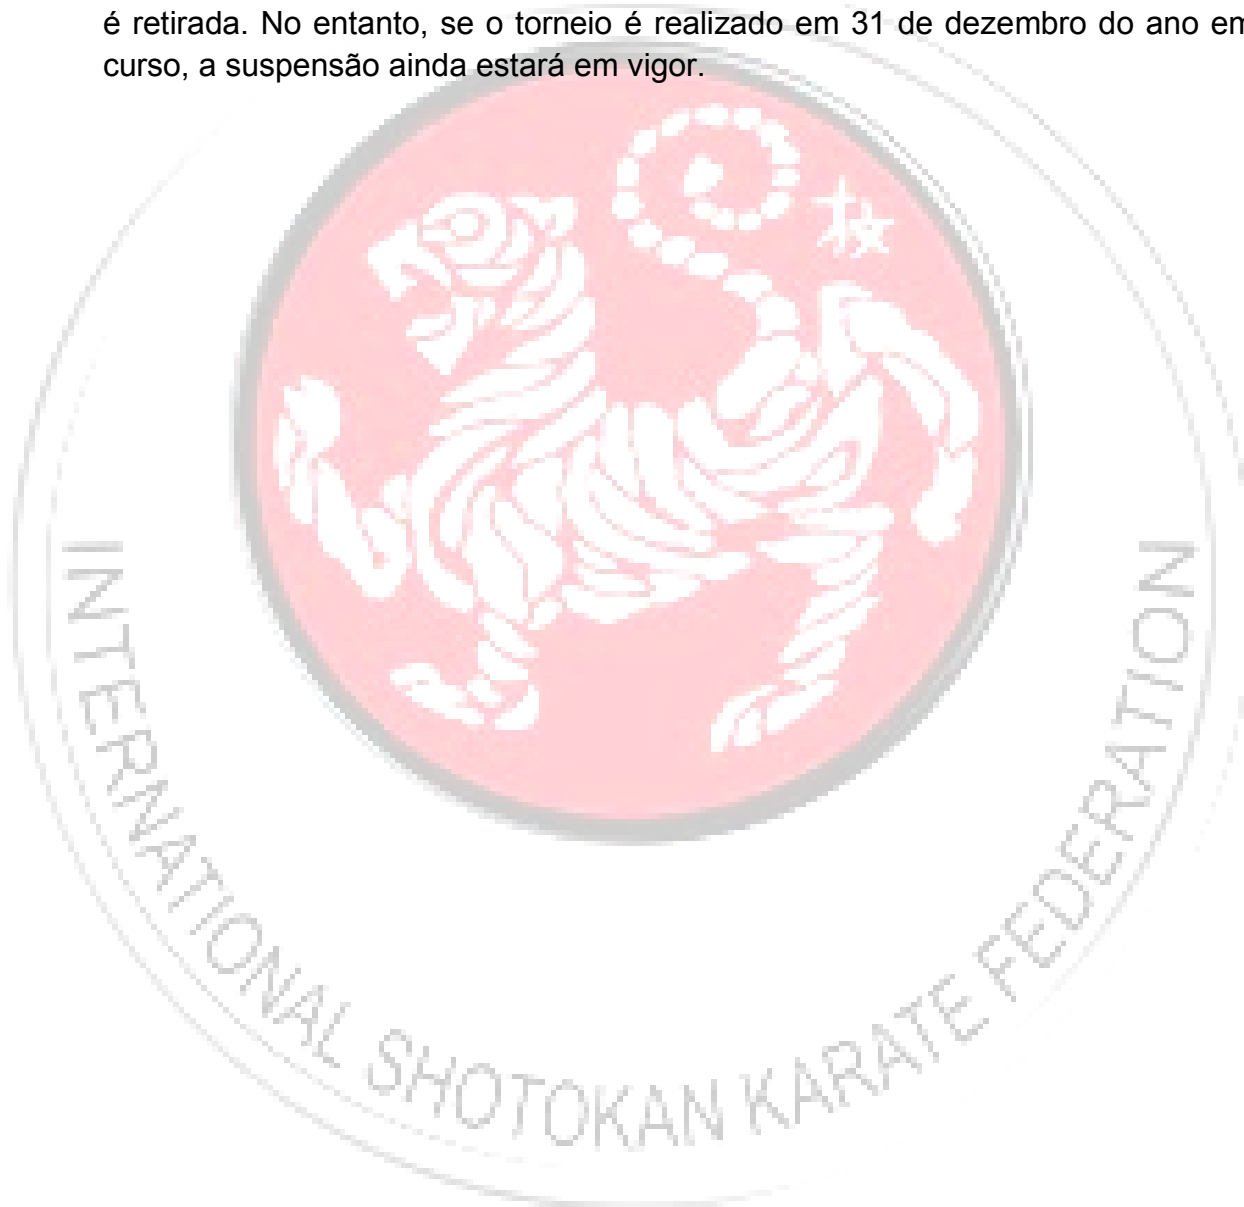 é retirada. No entanto, se o torneio é realizado em 31 de dezembro do ano em
curso, a suspensão ainda estará em vigor.
INTERNATIONAL SHOTOKAN KARATE FEDERATION